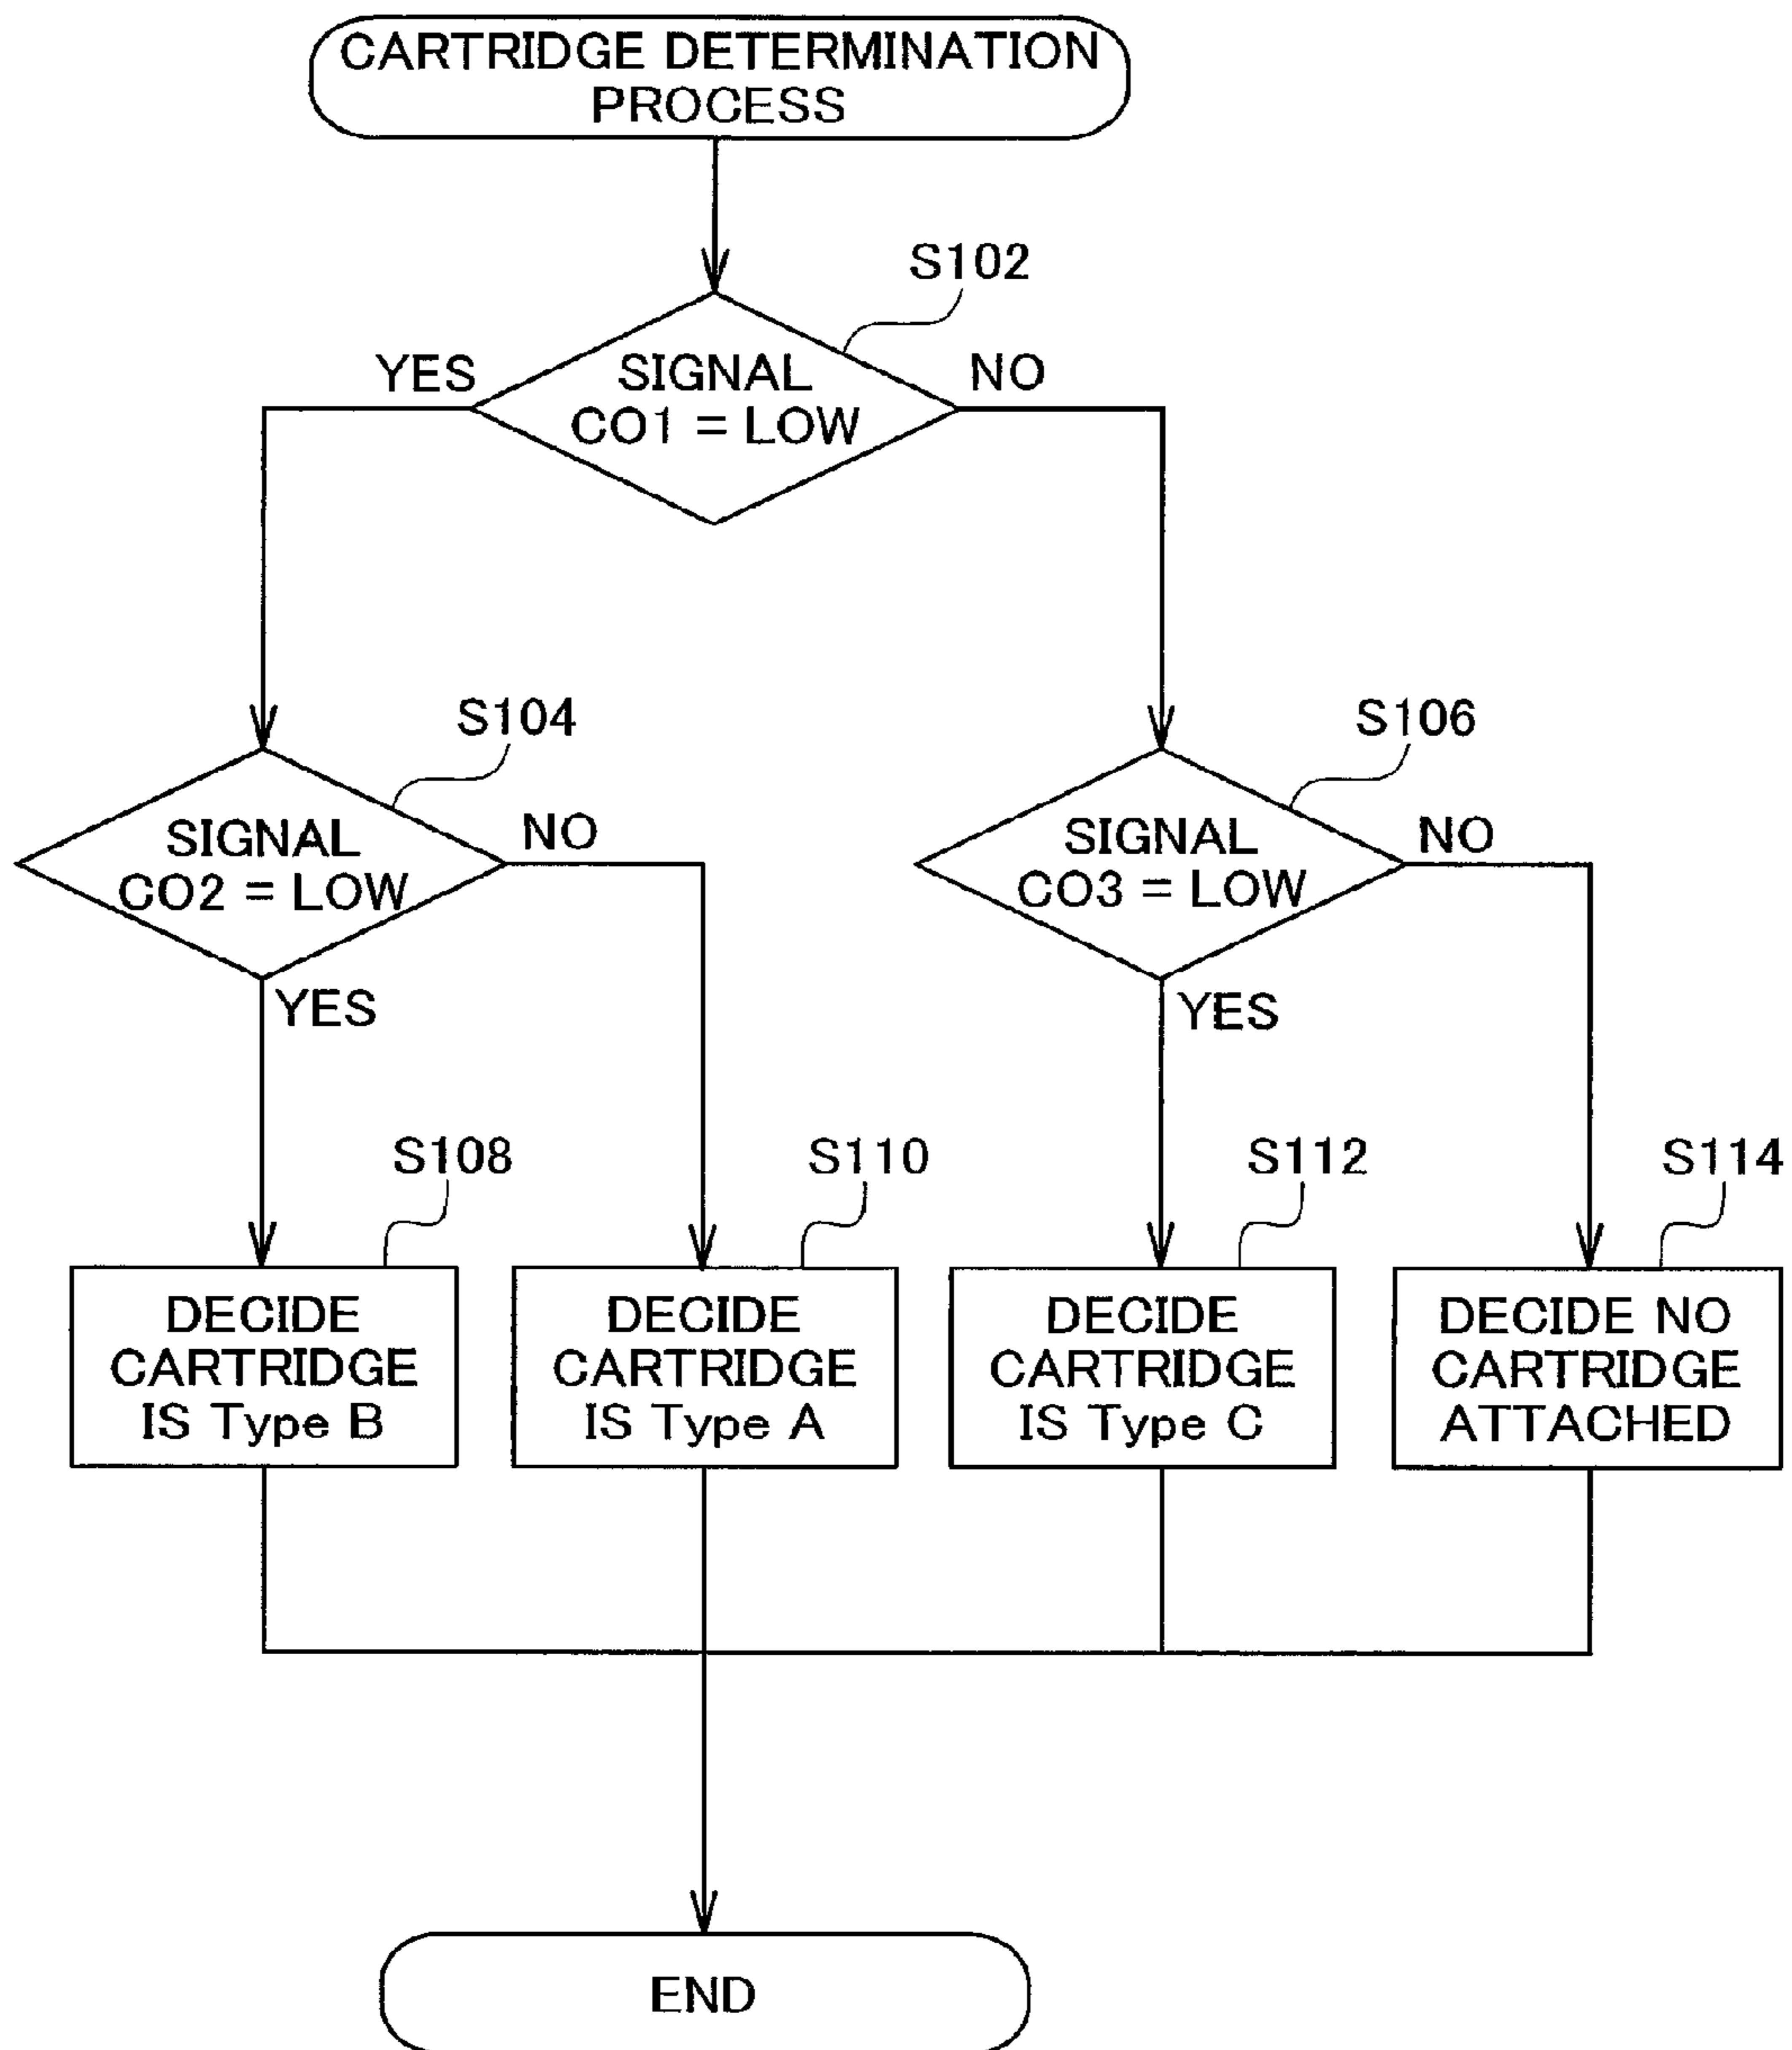 CARTRIDGE DETERMINATION
PROCESS
S102
YES
SIGNAL
CO1 = LOW
NO
S104
SIGNAL
CO2 = LOW
NO
YES
S106
SIGNAL
CO3 = LOW
NO
YES
S108
DECIDE
CARTRIDGE
IS Type B
S110
DECIDE
CARTRIDGE
IS Type A
S112
DECIDE
CARTRIDGE
IS Type C
S114
DECIDE NO
CARTRIDGE
ATTACHED
END